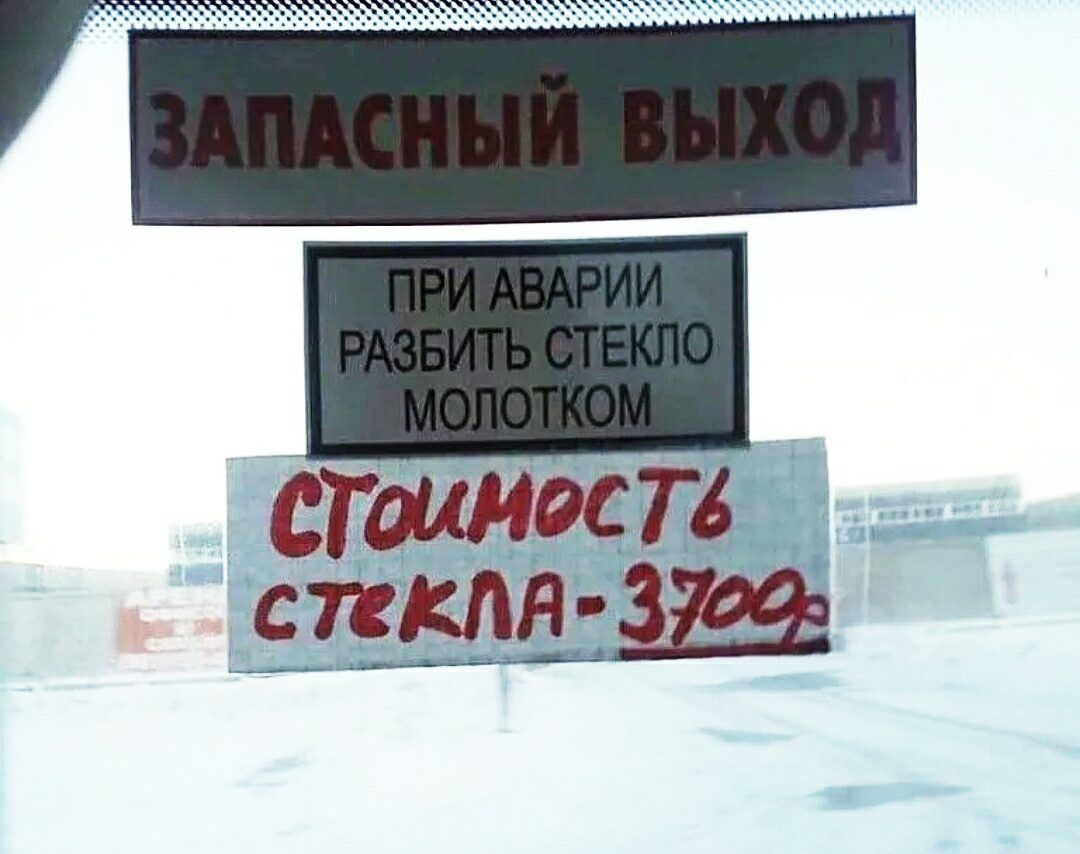 ЗАПАСНЫЙ ВЫХОД
ПРИ АВАРИИ
РАЗБИТЬ СТЕКЛО
МОЛОТКОМ
СТОИМОСТЬ
СТЕКЛА - 3700р